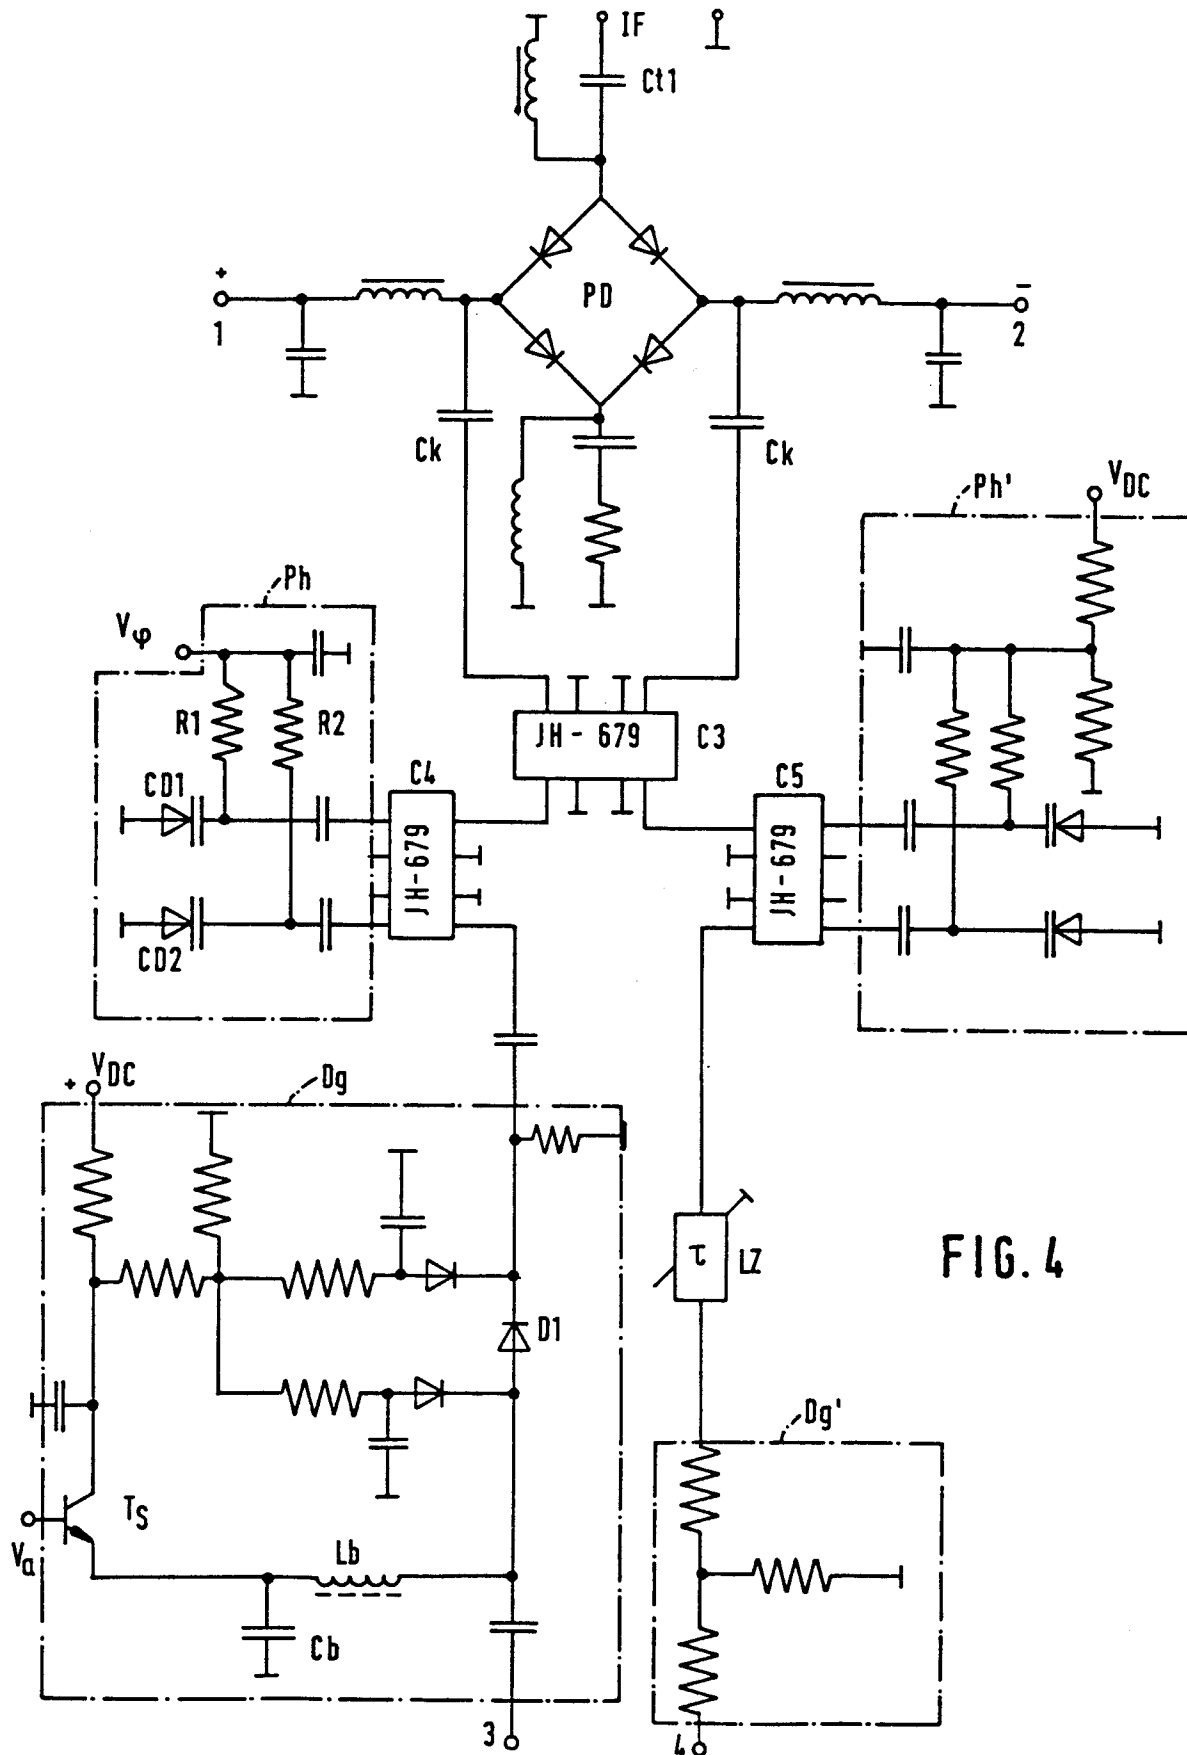 IF
Ct1
+
PD
-
1
2
Ck
Ck
Ph'
VDC
Ph
Vφ
R1
R2
JH - 679
C3
CD1
C4
C5
JH-679
JH-679
CD2
+ VDC
Dg
τ
LZ
FIG. 4
D1
Dg'
TS
Va
Lb
Cb
3
4